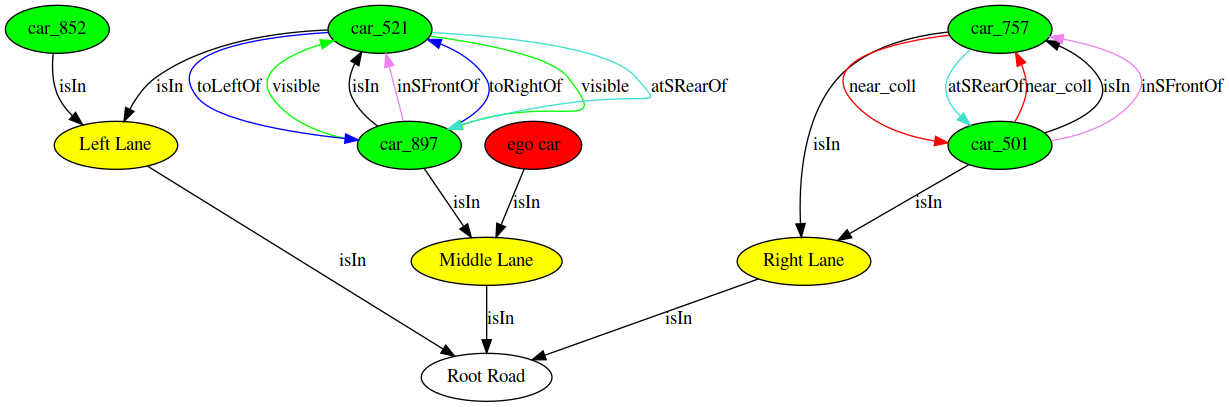 car_852
car_521
car_757
isIn
isIn
toLeftOf
visible
isIn
inSFrontOf
toRightOf
visible
atSRearOf
near_coll
atSRearOf
near_coll
isIn
inSFrontOf
Left Lane
car_897
ego car
isIn
car_501
isIn
isIn
isIn
isIn
Middle Lane
Right Lane
isIn
isIn
Root Road